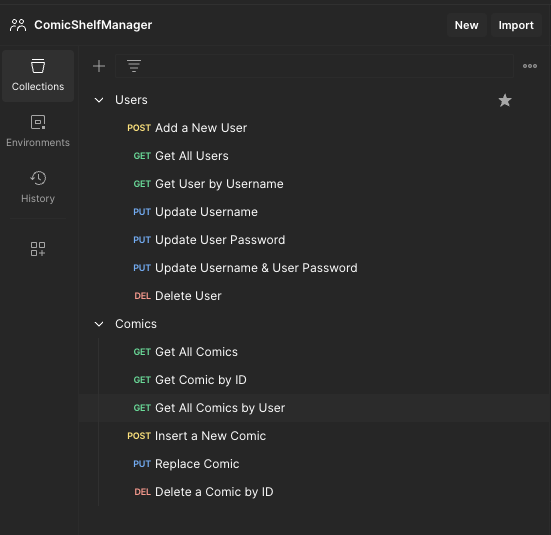 ComicShelfManager New Import
Collections
Environments
History
Users
POST Add a New User
GET Get All Users
GET Get User by Username
PUT Update Username
PUT Update User Password
PUT Update Username & User Password
DEL Delete User
Comics
GET Get All Comics
GET Get Comic by ID
GET Get All Comics by User
POST Insert a New Comic
PUT Replace Comic
DEL Delete a Comic by ID